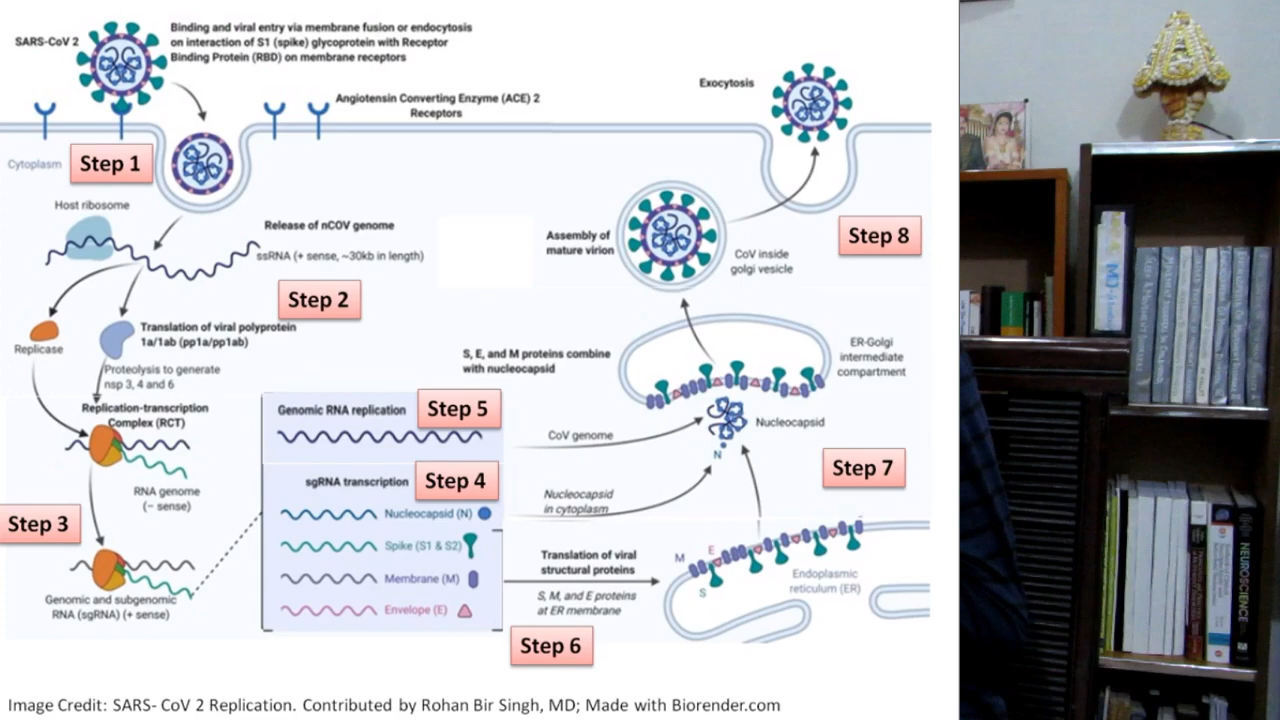 SARS-CoV 2
Binding and viral entry via membrane fusion or endocytosis
on interaction of S1 (spike) glycoprotein with Receptor
Binding Protein (RBD) on membrane receptors
Angiotensin Converting Enzyme (ACE) 2
Receptors
Exocytosis
Cytoplasm
Step 1
Host ribosome
Release of nCOV genome
ssRNA (+ sense, ~30kb in length)
Step 2
Assembly of
mature virion
CoV inside
golgi vesicle
Step 8
Replicase
Translation of viral polyprotein
1a/1ab (pp1a/pp1ab)
Proteolysis to generate
nsp 3, 4 and 6
S, E, and M proteins combine
with nucleocapsid
ER-Golgi
intermediate
compartment
Replication-transcription
Complex (RCT)
Genomic RNA replication
Step 5
CoV genome
Nucleocapsid
N
RNA genome
(- sense)
sgRNA transcription
Step 4
Step 7
Nucleocapsid
in cytoplasm
Step 3
Nucleocapsid (N)
Spike (S1 & S2)
Membrane (M)
Envelope (E)
Translation of viral
structural proteins
S, M, and E proteins
at ER membrane
M
E
S
Endoplasmic
reticulum (ER)
Genomic and subgenomic
RNA (sgRNA) (+ sense)
Step 6
Image Credit: SARS- CoV 2 Replication. Contributed by Rohan Bir Singh, MD; Made with Biorender.com
NEUROSCIENCE